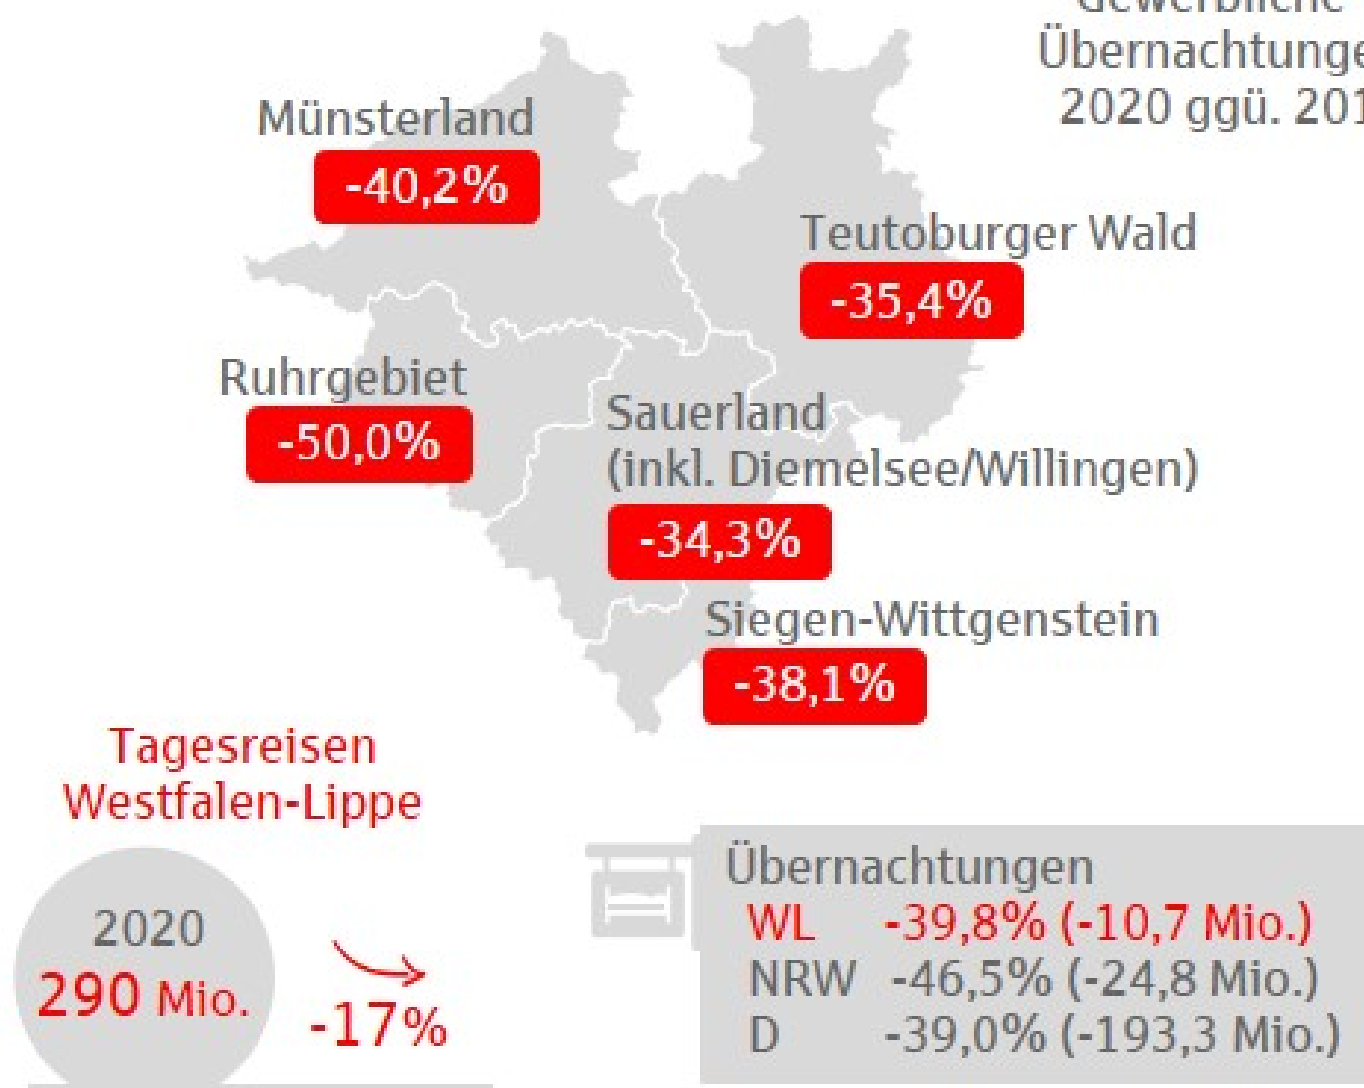 Gewerbliche
Übernachtunge
2020 ggü. 201
Münsterland
-40,2%
Teutoburger Wald
-35,4%
Ruhrgebiet
-50,0%
Sauerland
(inkl. Diemelsee/Willingen)
-34,3%
Siegen-Wittgenstein
-38,1%
Tagesreisen
Westfalen-Lippe
2020
290 Mio.
-17%
Übernachtungen
WL -39,8% (-10,7 Mio.)
NRW -46,5% (-24,8 Mio.)
D -39,0% (-193,3 Mio.)